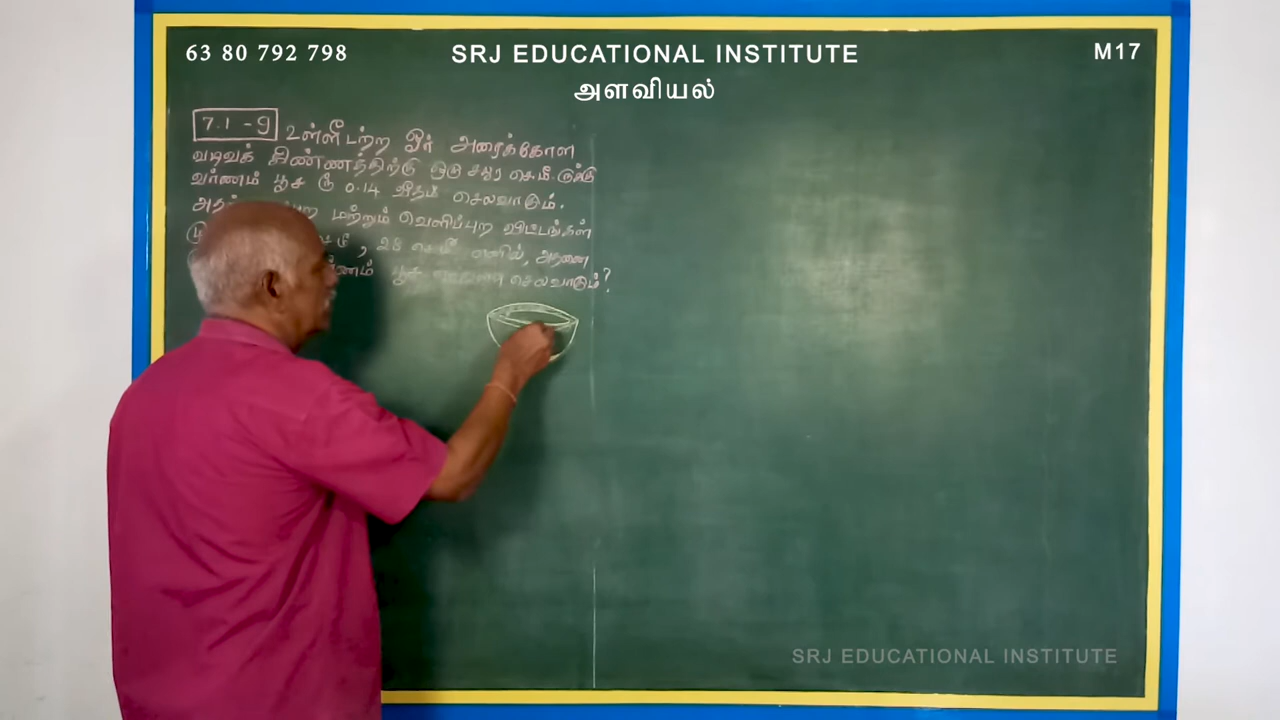 63 80 792 798
SRJ EDUCATIONAL INSTITUTE
M17
அளவியல்
7.1 - 9 உள்ளீடற்ற ஓர் அரைக்கோள
வடிவக் கிண்ணத்திற்கு ஒரு சதுர செ.மீ.ருக்கு
வர்ணம் பூச ரூ 0.14 வீதம் செலவாகும்.
மற்றும் வெளிப்புற விட்டங்கள்
, 28 செ.மீ எனில், அதனை
பூச செலவாகும்?
SRJ EDUCATIONAL INSTITUTE